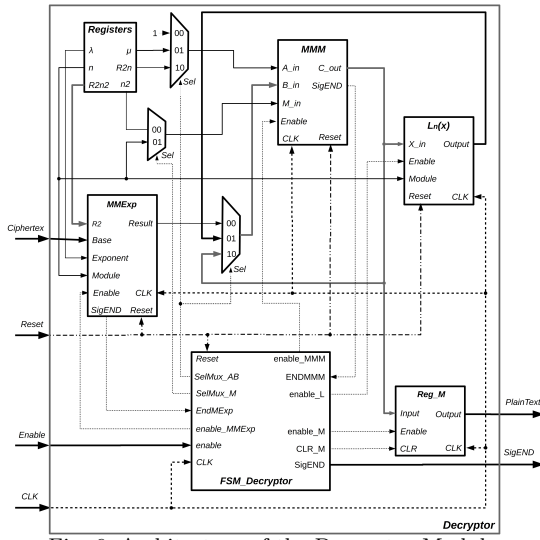 Registers
λ
n
R2n2
μ
R2n
n2
1
00
01
10
Sel
00
01
Sel
MMM
A_in
B_in
M_in
Enable
CLK
C_out
SigEND
Reset
Ln(x)
X_in
Enable
Module
Reset
Output
CLK
MMExp
R2
Base
Exponent
Module
Enable
SigEND
Result
CLK
Reset
00
01
10
Sel
Ciphertex
Reset
Enable
CLK
Reset
SelMux_AB
SelMux_M
EndMExp
enable_MMExp
enable
CLK
enable_MMM
ENDMMM
enable_L
enable_M
CLR_M
SigEND
FSM_Decryptor
Reg_M
Input
Enable
CLR
Output
CLK
PlainText
SigEND
Decryptor